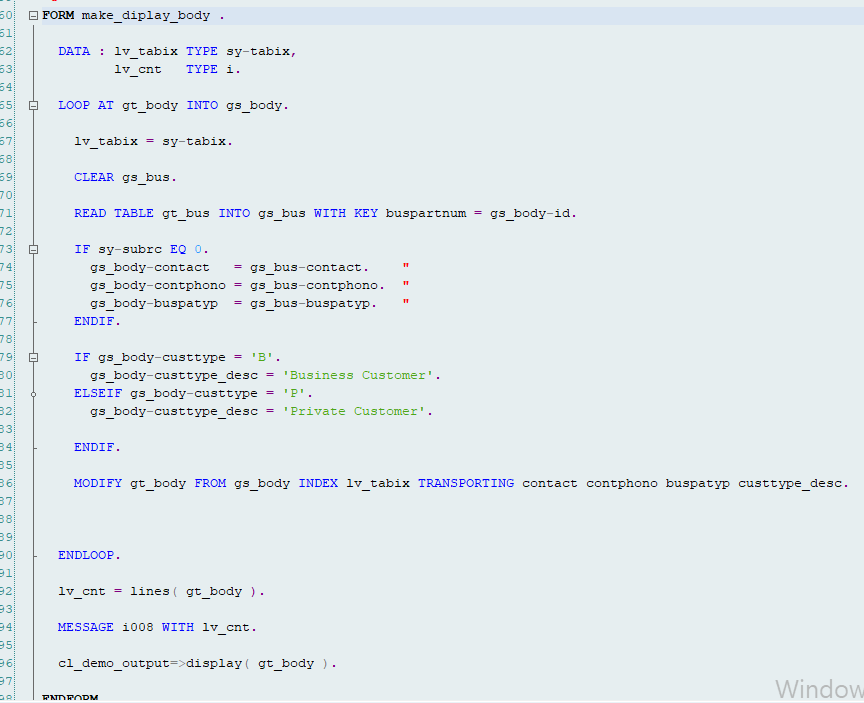 60 FORM make_diplay_body .
61
62 DATA : lv_tabix TYPE sy-tabix,
63 lv_cnt TYPE i.
64
65 LOOP AT gt_body INTO gs_body.
66
67 lv_tabix = sy-tabix.
68
69 CLEAR gs_bus.
70
71 READ TABLE gt_bus INTO gs_bus WITH KEY buspartnum = gs_body-id.
72
73 IF sy-subrc EQ 0.
74 gs_body-contact = gs_bus-contact. "
75 gs_body-contphono = gs_bus-contphono. "
76 gs_body-buspatyp = gs_bus-buspatyp. "
77 ENDIF.
78
79 IF gs_body-custtype = 'B'.
80 gs_body-custtype_desc = 'Business Customer'.
81 ELSEIF gs_body-custtype = 'P'.
82 gs_body-custtype_desc = 'Private Customer'.
83
84 ENDIF.
85
86 MODIFY gt_body FROM gs_body INDEX lv_tabix TRANSPORTING contact contphono buspatyp custtype_desc.
87
88
89
90 ENDLOOP.
91
92 lv_cnt = lines( gt_body ).
93
94 MESSAGE i008 WITH lv_cnt.
95
96 cl_demo_output=>display( gt_body ).
97
98 ENDFORM
Window